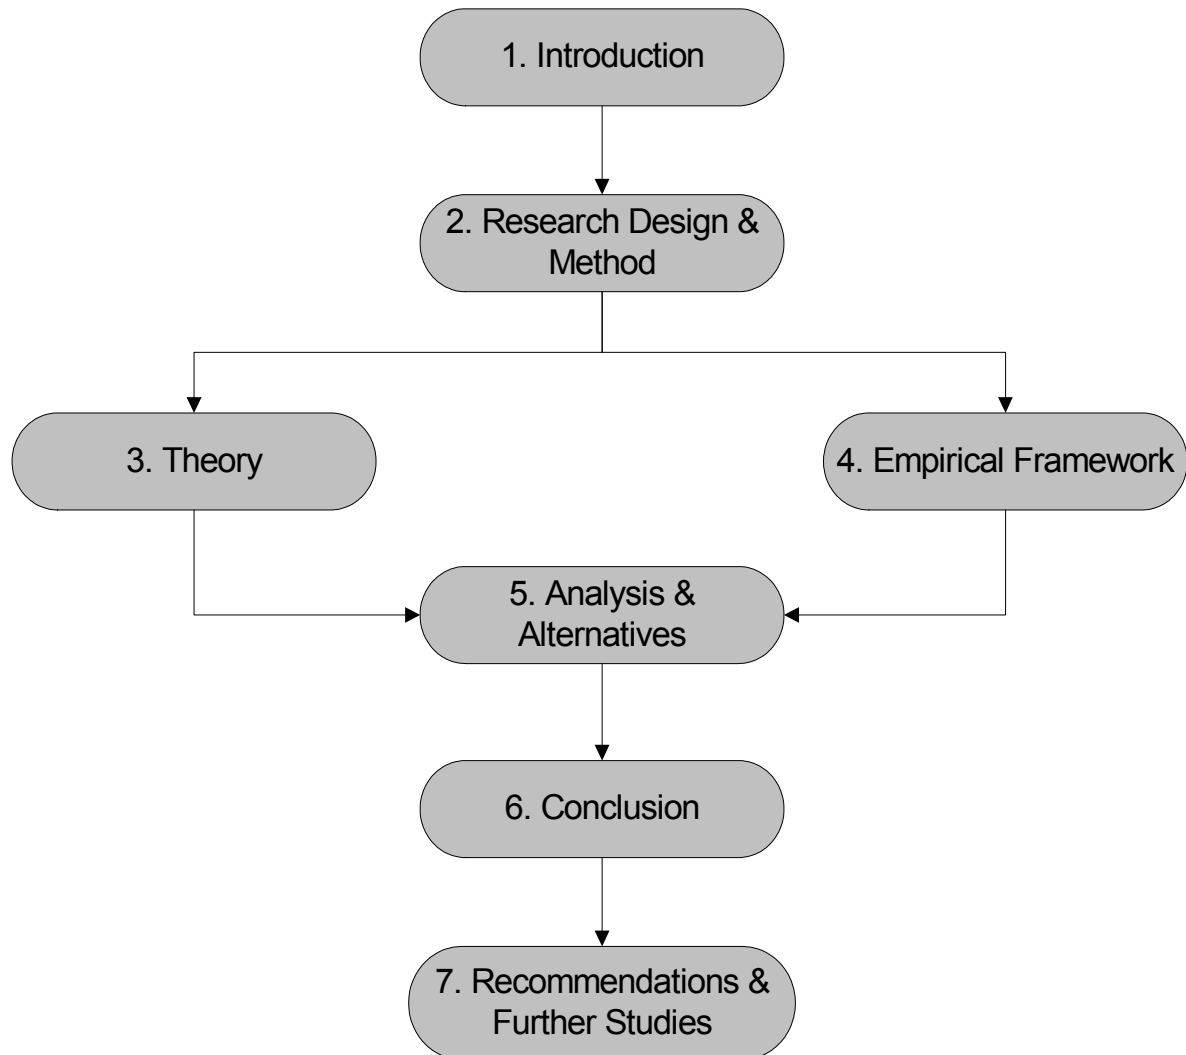 1. Introduction
2. Research Design &
Method
3. Theory
4. Empirical Framework
5. Analysis &
Alternatives
6. Conclusion
7. Recommendations &
Further Studies